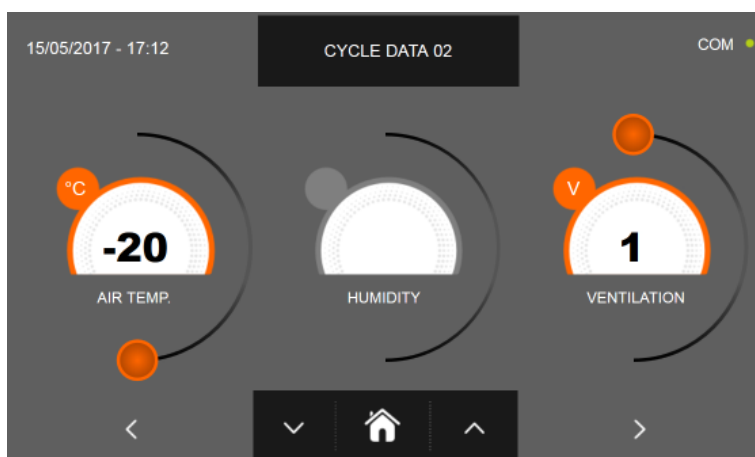 15/05/2017 - 17:12
CYCLE DATA 02
COM
°C
-20
AIR TEMP.
HUMIDITY
V
1
VENTILATION